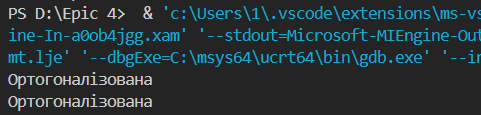 PS D:\Epic 4>  & 'c:\Users\1\.vscode\extensions\ms-vs
ine-In-a0ob4jgg.xam' '--stdout=Microsoft-MIEngine-Out
mt.lje' '--dbgExe=C:\msys64\ucrt64\bin\gdb.exe' '--in
Ортогоналізована
Ортогоналізована